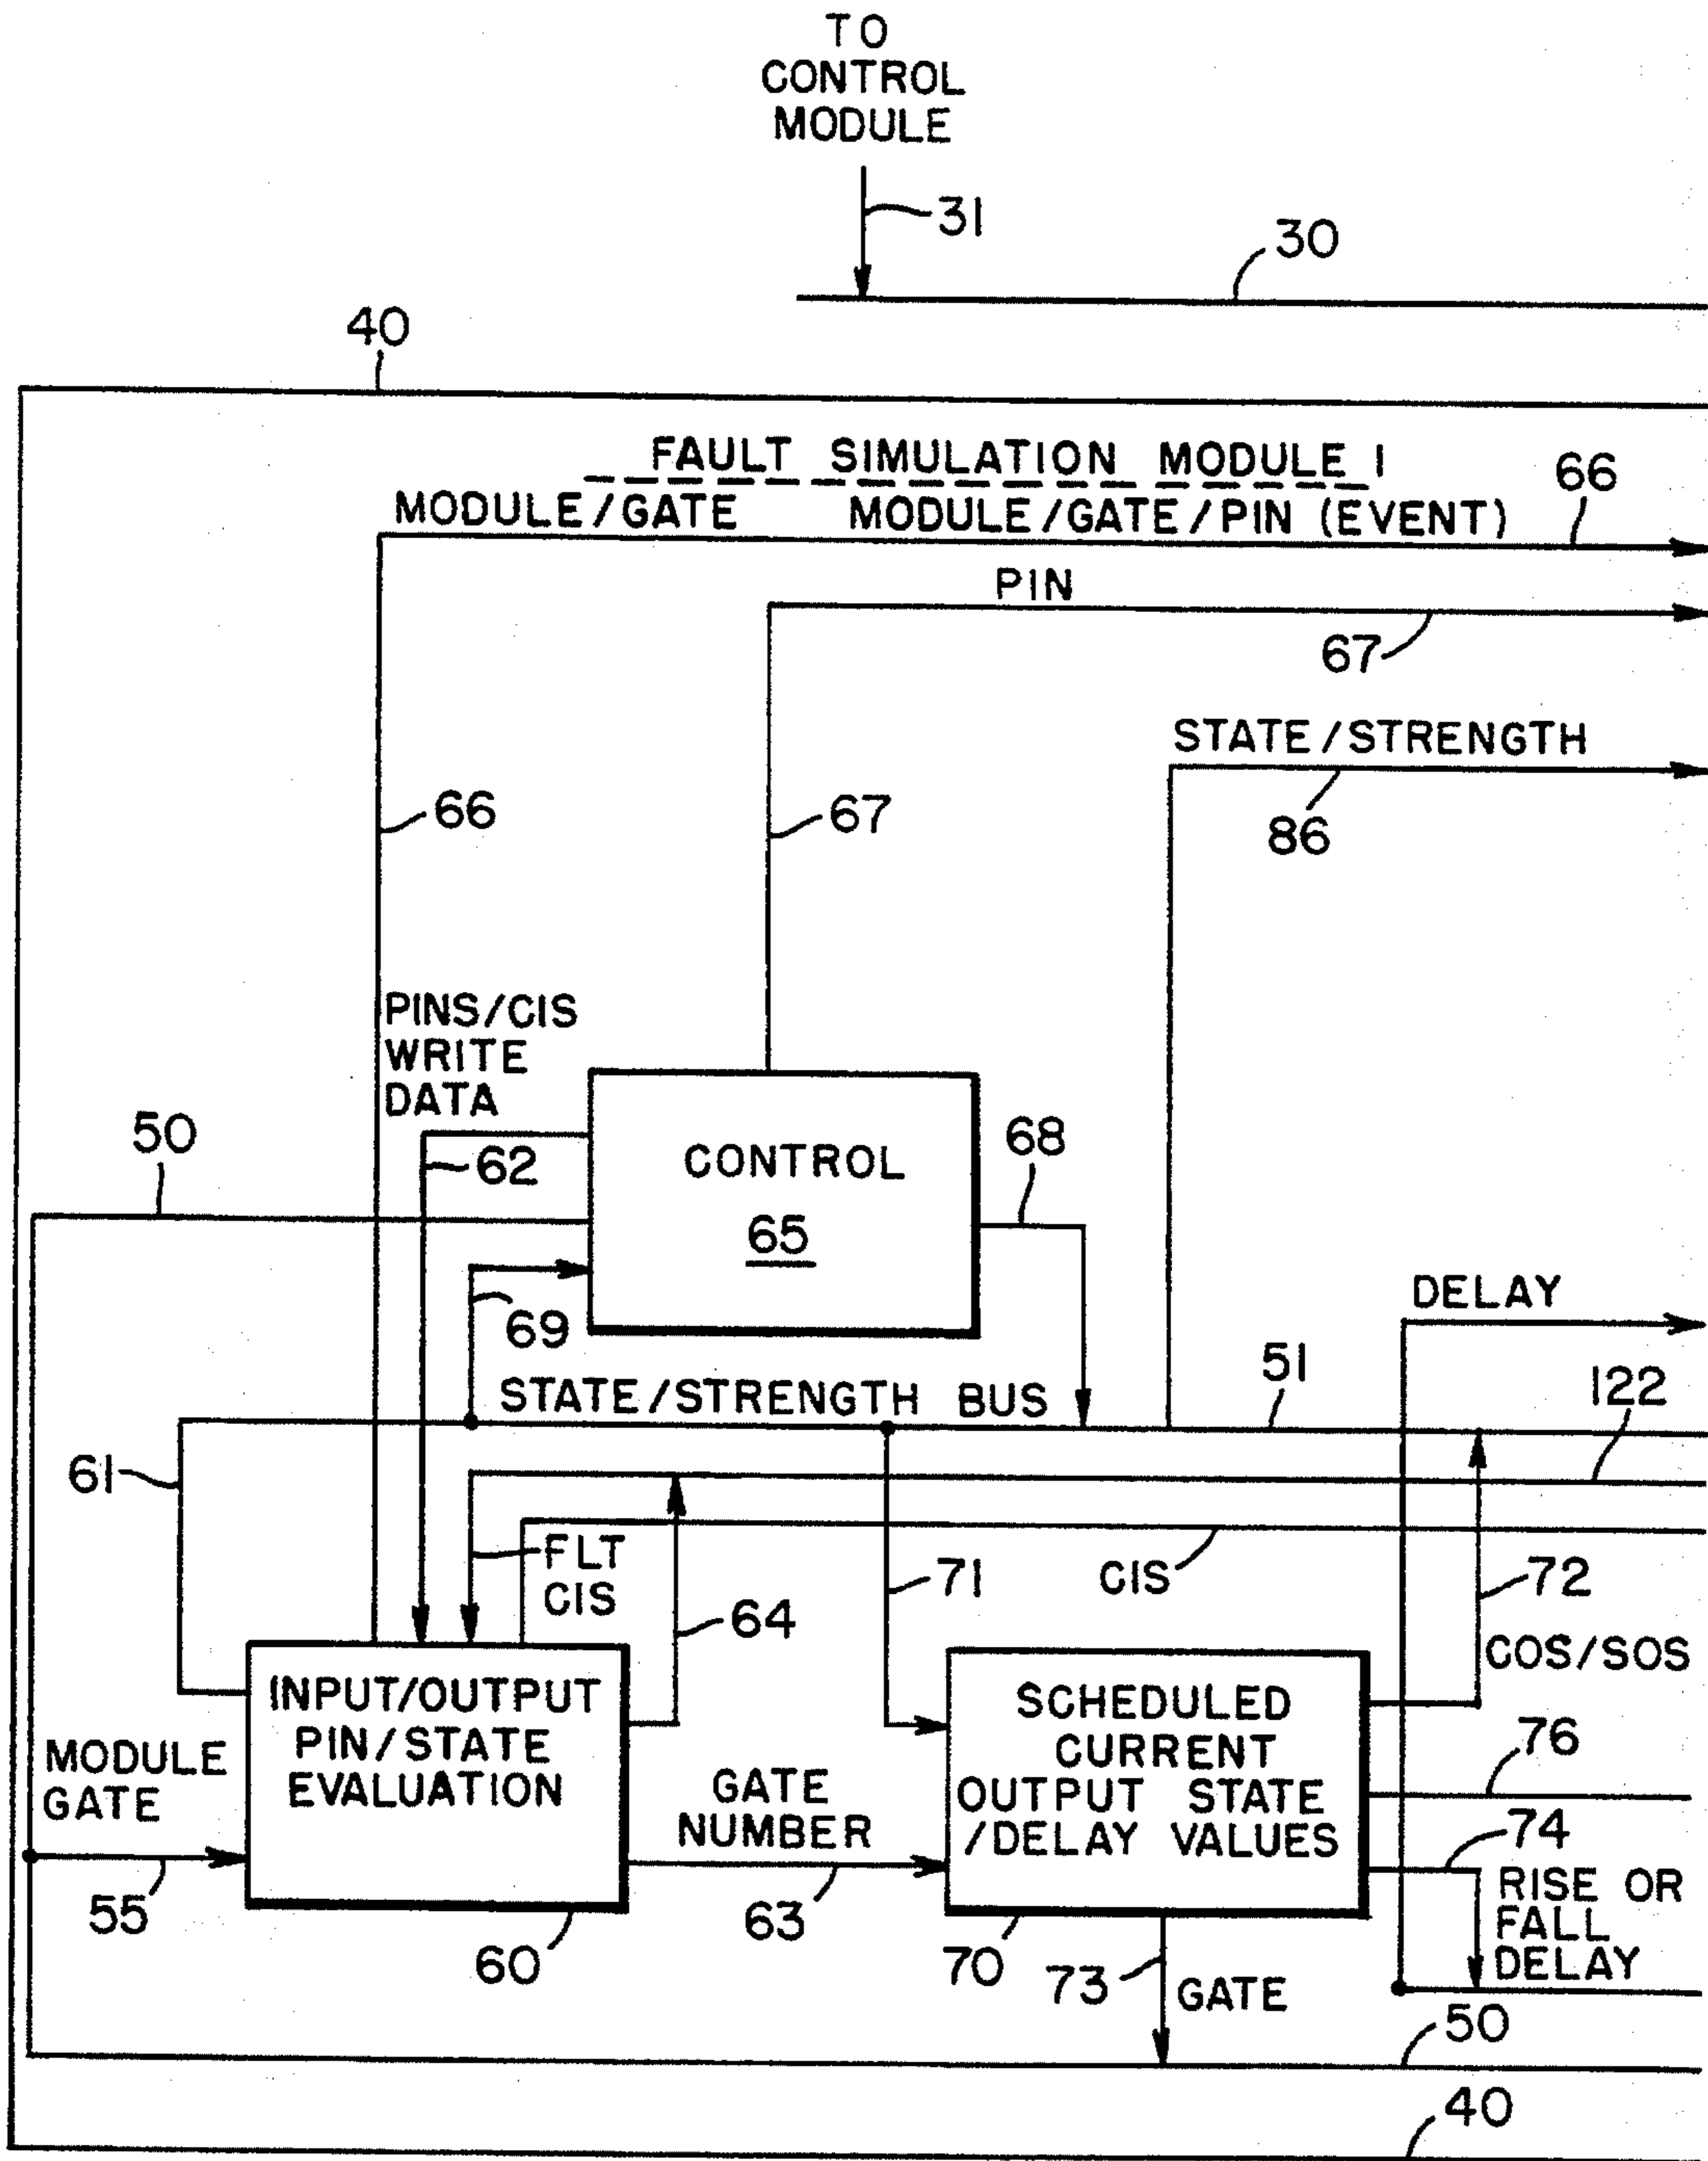 TO
CONTROL
MODULE
31
30
40
FAULT SIMULATION MODULE 1
MODULE/GATE MODULE/GATE/PIN (EVENT)
66
PIN
67
STATE/STRENGTH
86
66
67
PINS/CIS
WRITE
DATA
50
62
CONTROL
65
68
69
DELAY
STATE/STRENGTH BUS
51
122
61
FLT
CIS
64
71
CIS
72
COS/SOS
INPUT/OUTPUT
PIN/STATE
EVALUATION
MODULE
GATE
55
60
GATE
NUMBER
63
SCHEDULED
CURRENT
OUTPUT STATE
/DELAY VALUES
70
76
74
RISE OR
FALL
DELAY
73
GATE
50
40